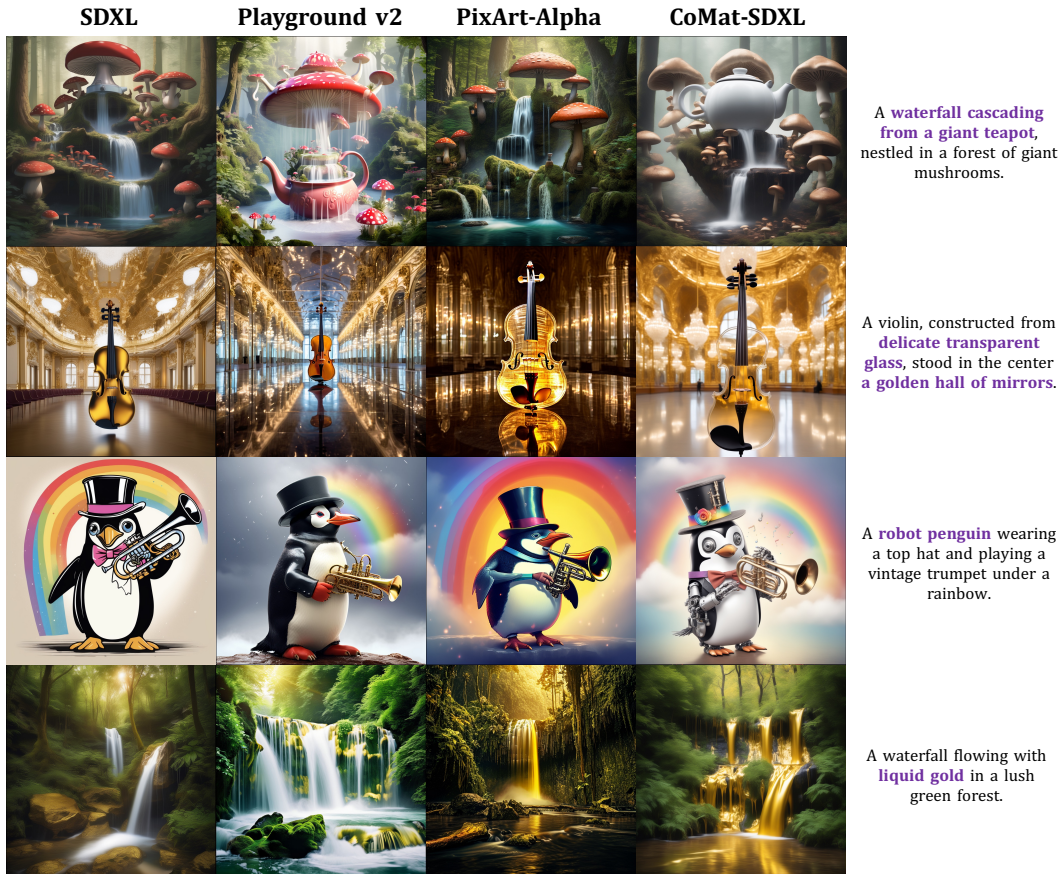 SDXL
Playground v2
PixArt-Alpha
CoMat-SDXL
A waterfall cascading
from a giant teapot,
nestled in a forest of giant
mushrooms.
A violin, constructed from
delicate transparent
glass, stood in the center
a golden hall of mirrors.
A robot penguin wearing
a top hat and playing a
vintage trumpet under a
rainbow.
A waterfall flowing with
liquid gold in a lush
green forest.